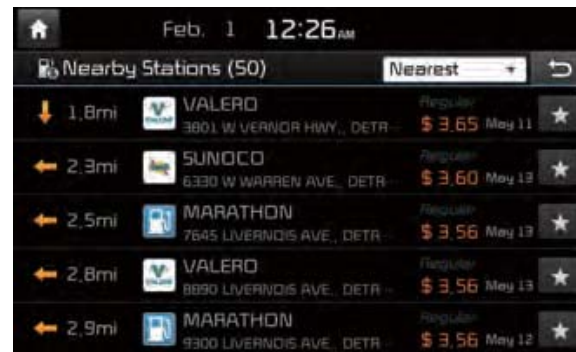 Feb. 1 12:26 AM
Nearby Stations (50) Nearest
1.8mi VALERO Regular
3801 W VERNOR HWY., DETR··· $ 3.65 May 11
2.3mi SUNOCO Regular
6330 W WARREN AVE., DETR··· $ 3.60 May 13
2.5mi MARATHON Regular
7645 LIVERNOIS AVE., DETR··· $ 3.56 May 13
2.8mi VALERO Regular
8890 LIVERNOIS AVE., DETR··· $ 3.56 May 13
2.9mi MARATHON Regular
9300 LIVERNOIS AVE., DETR··· $ 3.56 May 12